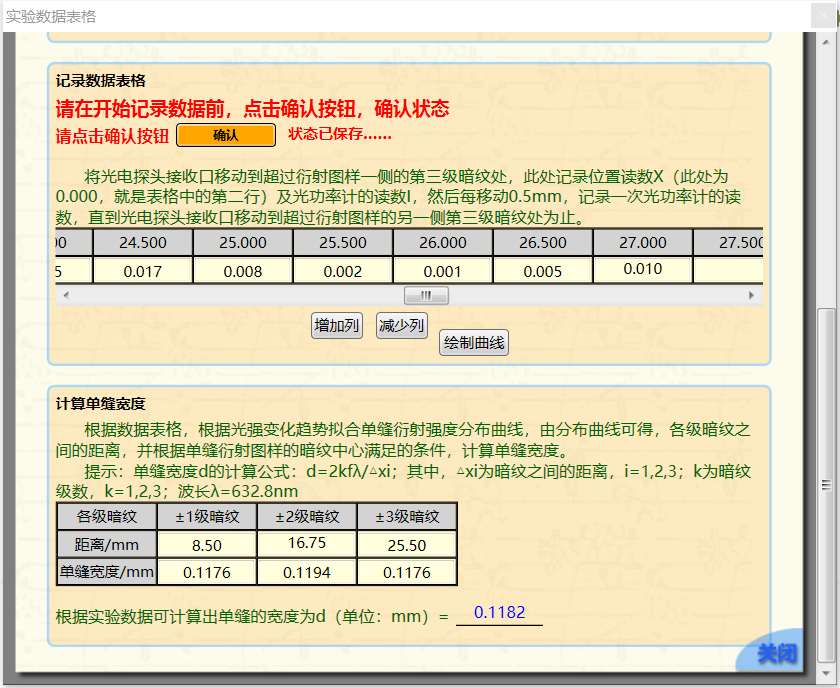 实验数据表格
记录数据表格
请在开始记录数据前，点击确认按钮，确认状态
请点击确认按钮 确认 状态已保存......
将光电探头接收口移动到超过衍射图样一侧的第三级暗纹处，此处记录位置读数X（此处为
0.000，就是表格中的第二行）及光功率计的读数I，然后每移动0.5mm，记录一次光功率计的读
数，直到光电探头接收口移动到超过衍射图样的另一侧第三级暗纹处为止。
00 24.500 25.000 25.500 26.000 26.500 27.000 27.500
5 0.017 0.008 0.002 0.001 0.005 0.010
增加列 减少列
绘制曲线
计算单缝宽度
根据数据表格，根据光强变化趋势拟合单缝衍射强度分布曲线，由分布曲线可得，各级暗纹之
间的距离，并根据单缝衍射图样的暗纹中心满足的条件，计算单缝宽度。
提示：单缝宽度d的计算公式：d=2kfλ/△xi；其中，△xi为暗纹之间的距离，i=1,2,3；k为暗纹
级数，k=1,2,3；波长λ=632.8nm
各级暗纹 ±1级暗纹 ±2级暗纹 ±3级暗纹
距离/mm 8.50 16.75 25.50
单缝宽度/mm 0.1176 0.1194 0.1176
根据实验数据可计算出单缝的宽度为d（单位：mm）= 0.1182
关闭